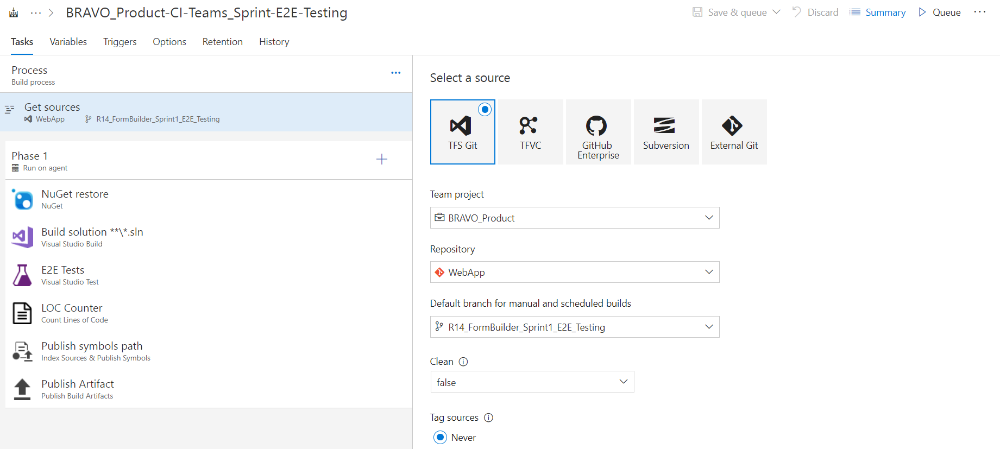 ··· > BRAVO_Product-CI-Teams_Sprint-E2E-Testing
Save & queue Discard Summary Queue ···
Tasks Variables Triggers Options Retention History
Process
Build process
Get sources
WebApp R14_FormBuilder_Sprint1_E2E_Testing
Phase 1
Run on agent
NuGet restore
NuGet
Build solution **\*.sln
Visual Studio Build
E2E Tests
Visual Studio Test
LOC Counter
Count Lines of Code
Publish symbols path
Index Sources & Publish Symbols
Publish Artifact
Publish Build Artifacts
Select a source
TFS Git
TFVC
GitHub
Enterprise
Subversion
External Git
Team project
BRAVO_Product
Repository
WebApp
Default branch for manual and scheduled builds
R14_FormBuilder_Sprint1_E2E_Testing
Clean
false
Tag sources
Never